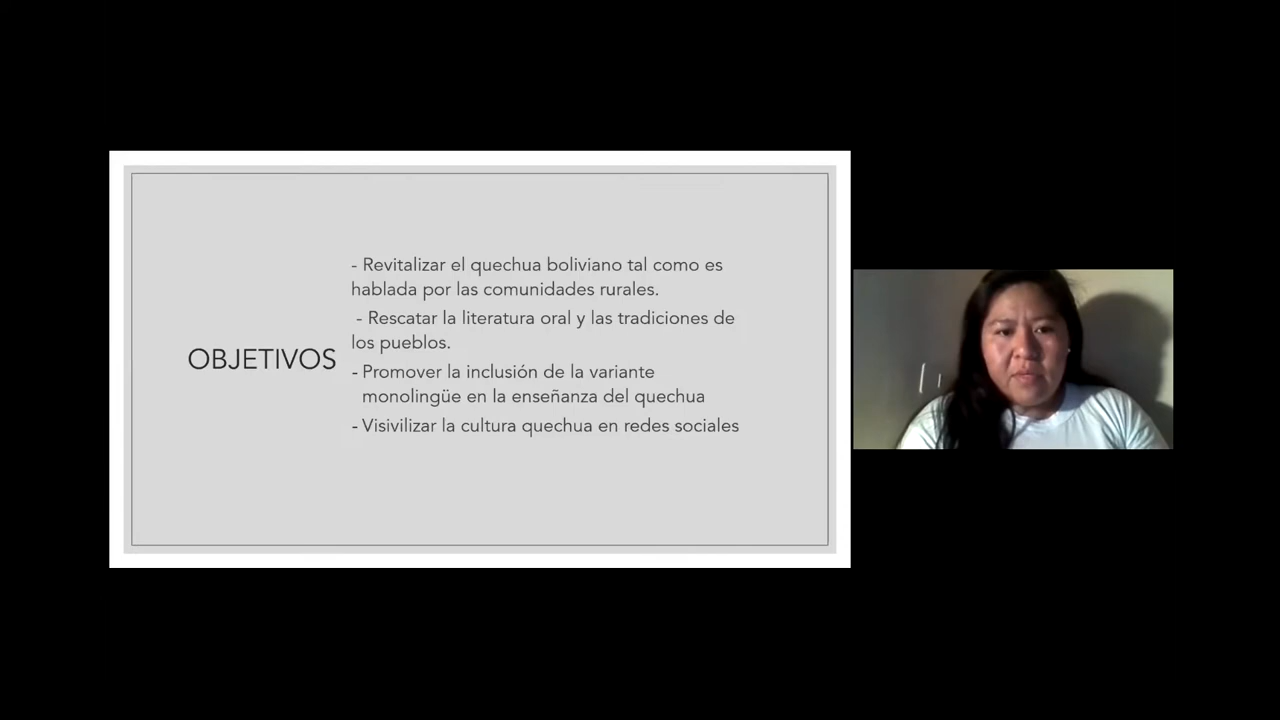 OBJETIVOS
- Revitalizar el quechua boliviano tal como es
hablada por las comunidades rurales.
- Rescatar la literatura oral y las tradiciones de
los pueblos.
- Promover la inclusión de la variante
monolingüe en la enseñanza del quechua
- Visivilizar la cultura quechua en redes sociales